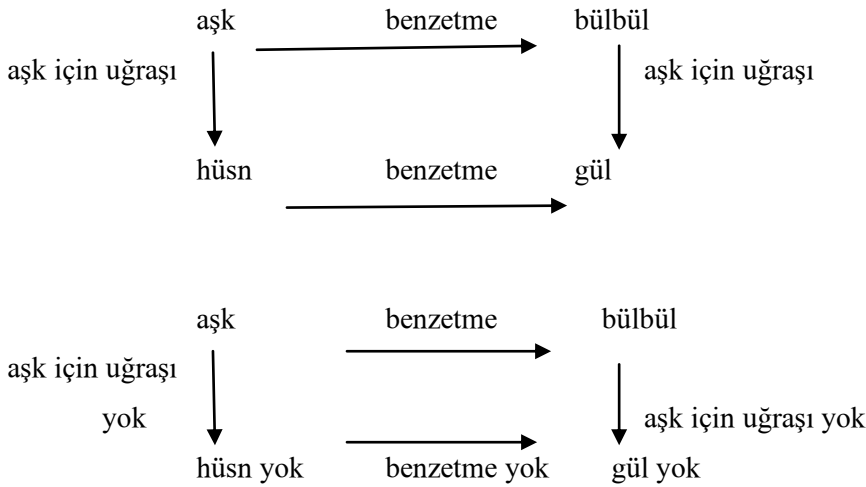 aşk benzetme bülbül
aşk için uğraşı aşk için uğraşı
hüsn benzetme gül
aşk benzetme bülbül
aşk için uğraşı
yok aşk için uğraşı yok
hüsn yok benzetme yok gül yok